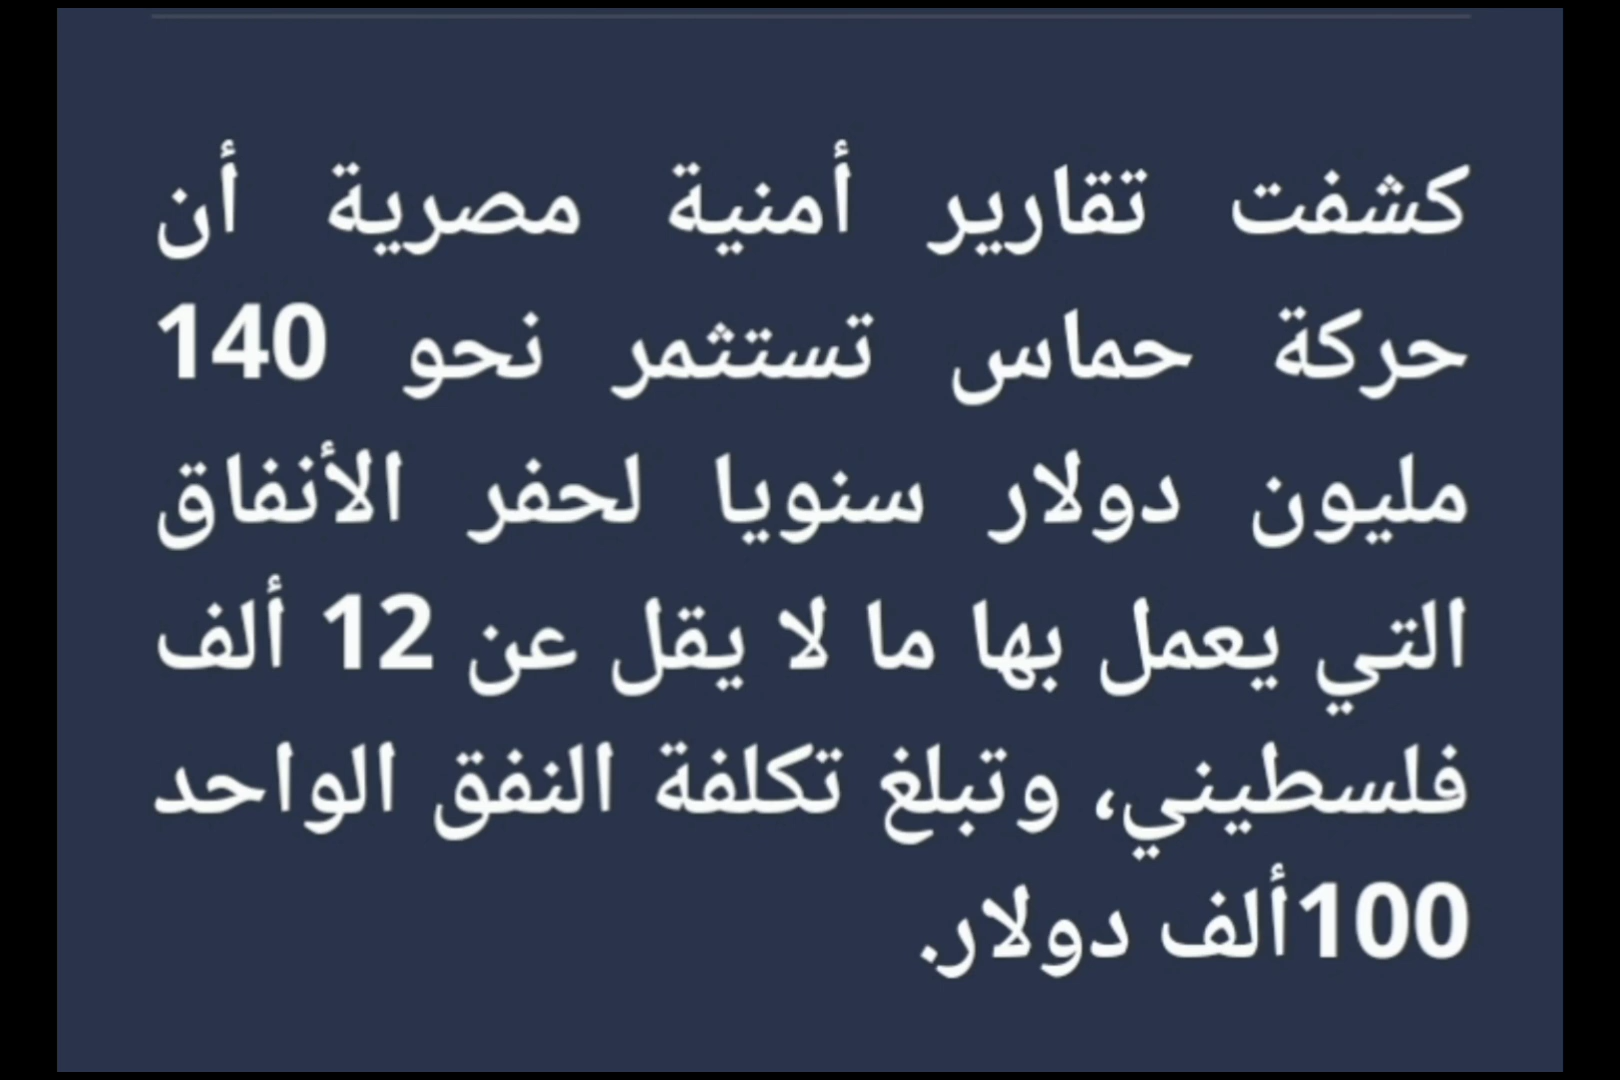 كشفت تقارير أمنية مصرية أن
حركة حماس تستثمر نحو 140
مليون دولار سنويا لحفر الأنفاق
التي يعمل بها ما لا يقل عن 12 ألف
فلسطيني، وتبلغ تكلفة النفق الواحد
100ألف دولار.